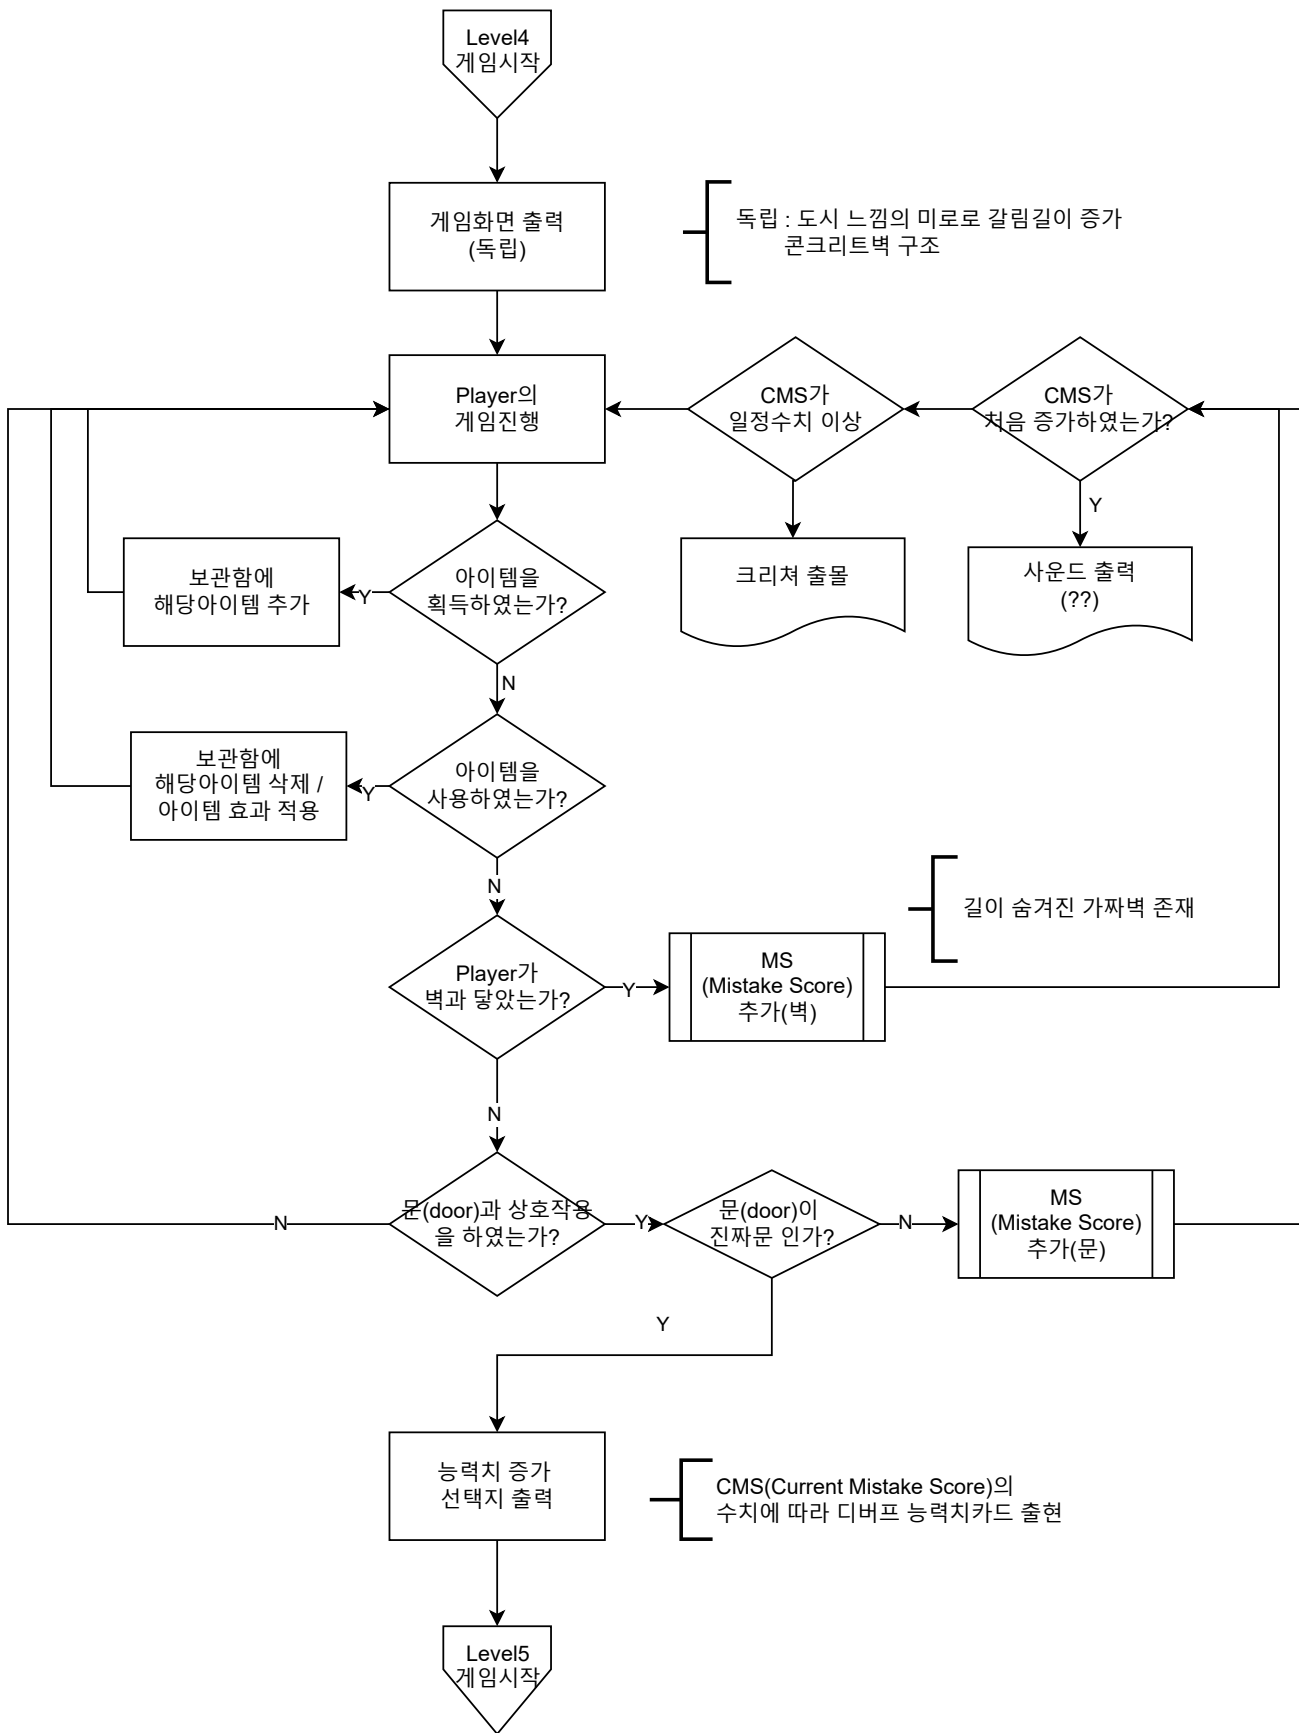 Level4
게임시작
게임화면 출력
(독립)
독립 : 도시 느낌의 미로로 갈림길이 증가
콘크리트벽 구조
Player의
게임진행
CMS가
일정수치 이상
CMS가
처음 증가하였는가?
Y
크리쳐 출몰
사운드 출력
(??)
보관함에
해당아이템 추가
Y
아이템을
획득하였는가?
N
보관함에
해당아이템 삭제 /
아이템 효과 적용
Y
아이템을
사용하였는가?
N
길이 숨겨진 가짜벽 존재
Player가
벽과 닿았는가?
Y
MS
(Mistake Score)
추가(벽)
N
N
문(door)과 상호작용
을 하였는가?
Y
문(door)이
진짜문 인가?
N
MS
(Mistake Score)
추가(문)
Y
능력치 증가
선택지 출력
CMS(Current Mistake Score)의
수치에 따라 디버프 능력치카드 출현
Level5
게임시작